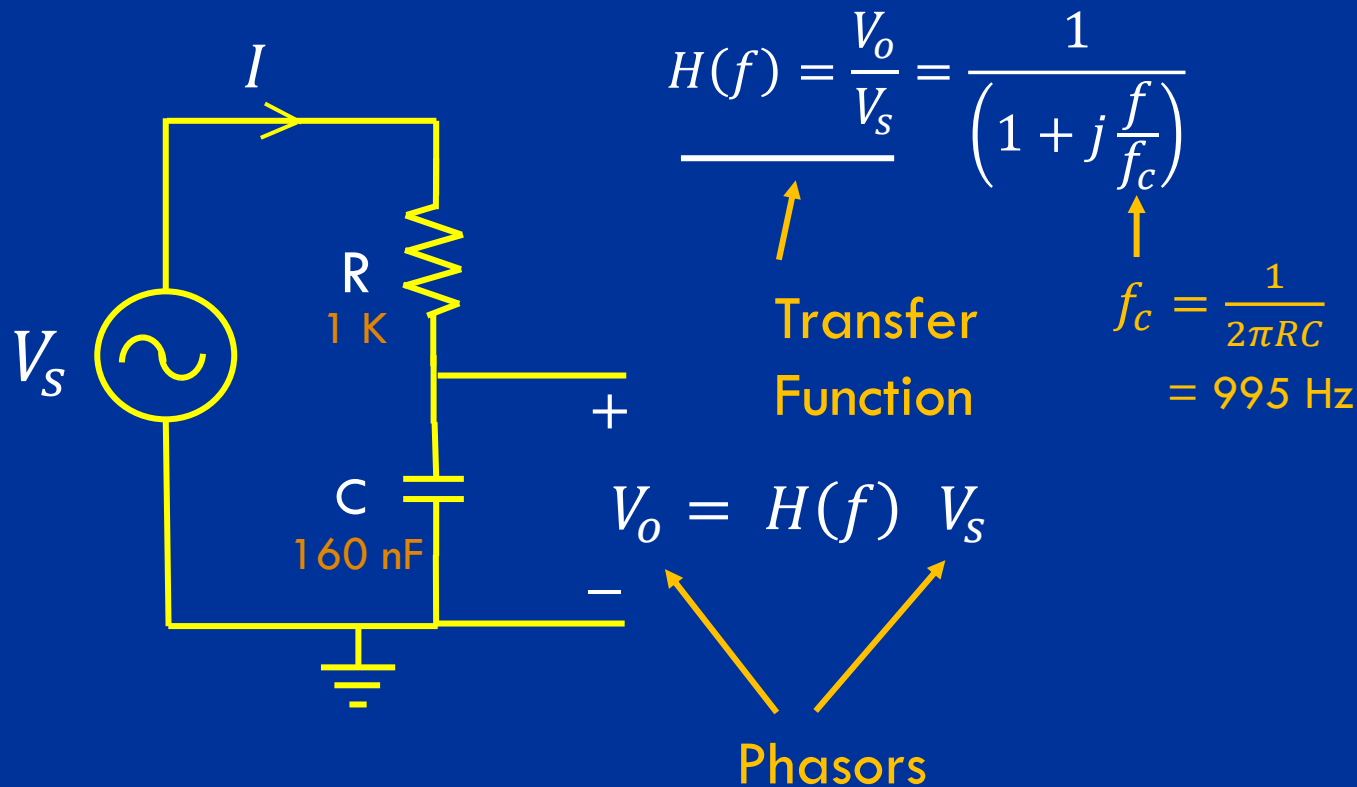 I
H(f) = V_o / V_s = 1 / (1 + j f / f_c)
R
1 K
V_s
Transfer
Function
f_c = 1 / 2πRC
= 995 Hz
+
C
160 nF
V_o = H(f) V_s
−
Phasors